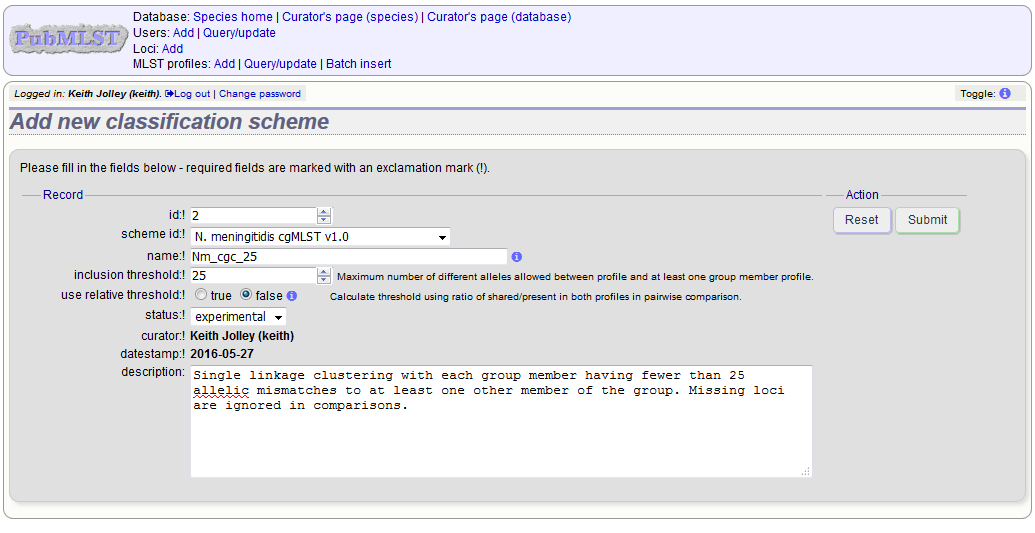 PubMLST
Database: Species home | Curator's page (species) | Curator's page (database)
Users: Add | Query/update
Loci: Add
MLST profiles: Add | Query/update | Batch insert
Logged in: Keith Jolley (keith). Log out | Change password
Toggle: i
Add new classification scheme
Please fill in the fields below - required fields are marked with an exclamation mark (!).
Record
Action
id:! 2
Reset Submit
scheme id:! N. meningitidis cgMLST v1.0
name:! Nm_cgc_25 i
inclusion threshold:! 25 Maximum number of different alleles allowed between profile and at least one group member profile.
use relative threshold:! true false i Calculate threshold using ratio of shared/present in both profiles in pairwise comparison.
status:! experimental
curator:! Keith Jolley (keith)
datestamp:! 2016-05-27
description: Single linkage clustering with each group member having fewer than 25
allelic mismatches to at least one other member of the group. Missing loci
are ignored in comparisons.